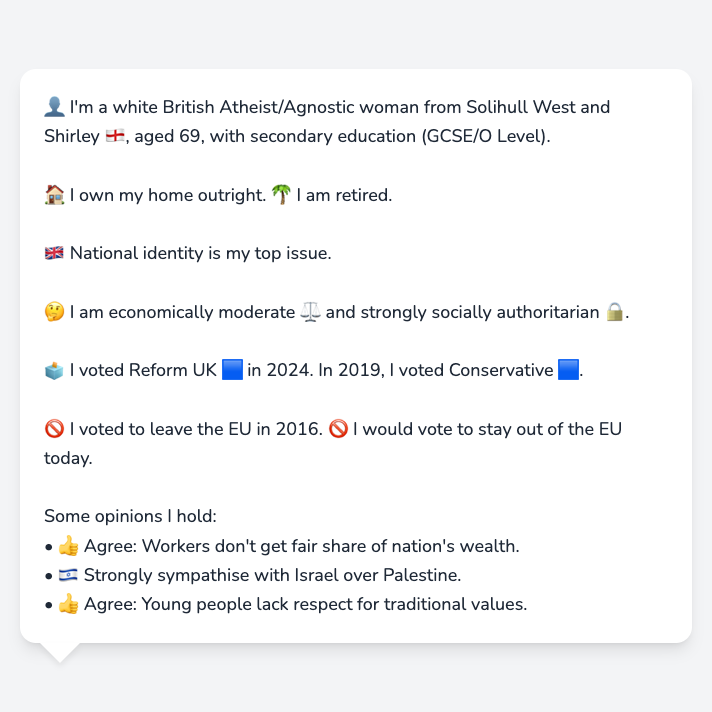 👤 I'm a white British Atheist/Agnostic woman from Solihull West and
Shirley 🏴󠁧󠁢󠁥󠁮󠁧󠁿, aged 69, with secondary education (GCSE/O Level).
🏠 I own my home outright. 🌴 I am retired.
🇬🇧 National identity is my top issue.
🤔 I am economically moderate ⚖️ and strongly socially authoritarian 🔒.
🗳️ I voted Reform UK 🟦 in 2024. In 2019, I voted Conservative 🟦.
🚫 I voted to leave the EU in 2016. 🚫 I would vote to stay out of the EU
today.
Some opinions I hold:
• 👍 Agree: Workers don't get fair share of nation's wealth.
• 🇮🇱 Strongly sympathise with Israel over Palestine.
• 👍 Agree: Young people lack respect for traditional values.